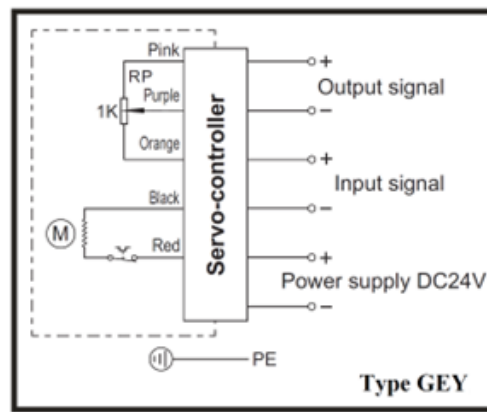 Pink
RP
1K
Purple
Orange
Black
M
Red
Servo-controller
+
Output signal
−
+
Input signal
−
+
Power supply DC24V
−
PE
Type GEY